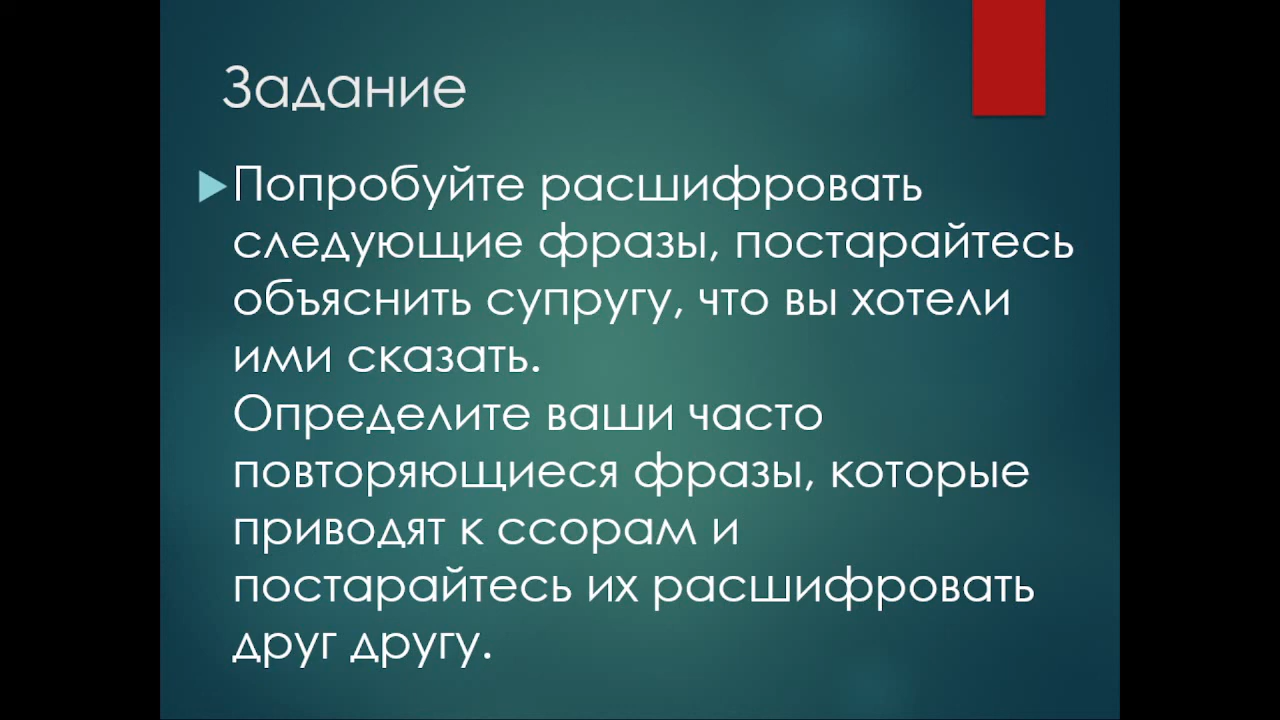 Задание
Попробуйте расшифровать
следующие фразы, постарайтесь
объяснить супругу, что вы хотели
ими сказать.
Определите ваши часто
повторяющиеся фразы, которые
приводят к ссорам и
постарайтесь их расшифровать
друг другу.